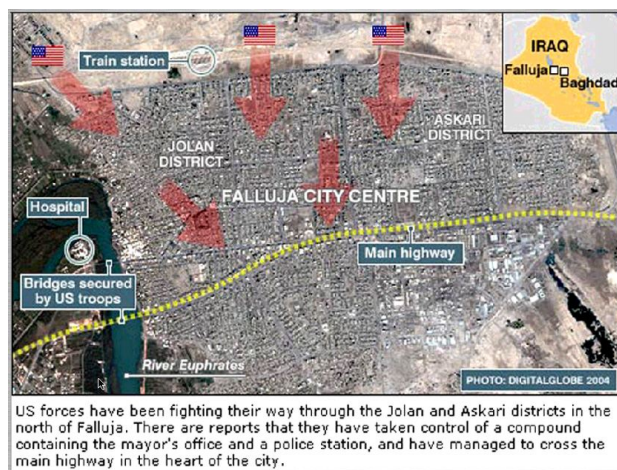 Train station
IRAQ
Falluja
Baghdad
JOLAN
DISTRICT
ASKARI
DISTRICT
FALLUJA CITY CENTRE
Hospital
Main highway
Bridges secured
by US troops
River Euphrates
PHOTO: DIGITALGLOBE 2004
US forces have been fighting their way through the Jolan and Askari districts in the
north of Falluja. There are reports that they have taken control of a compound
containing the mayor's office and a police station, and have managed to cross the
main highway in the heart of the city.